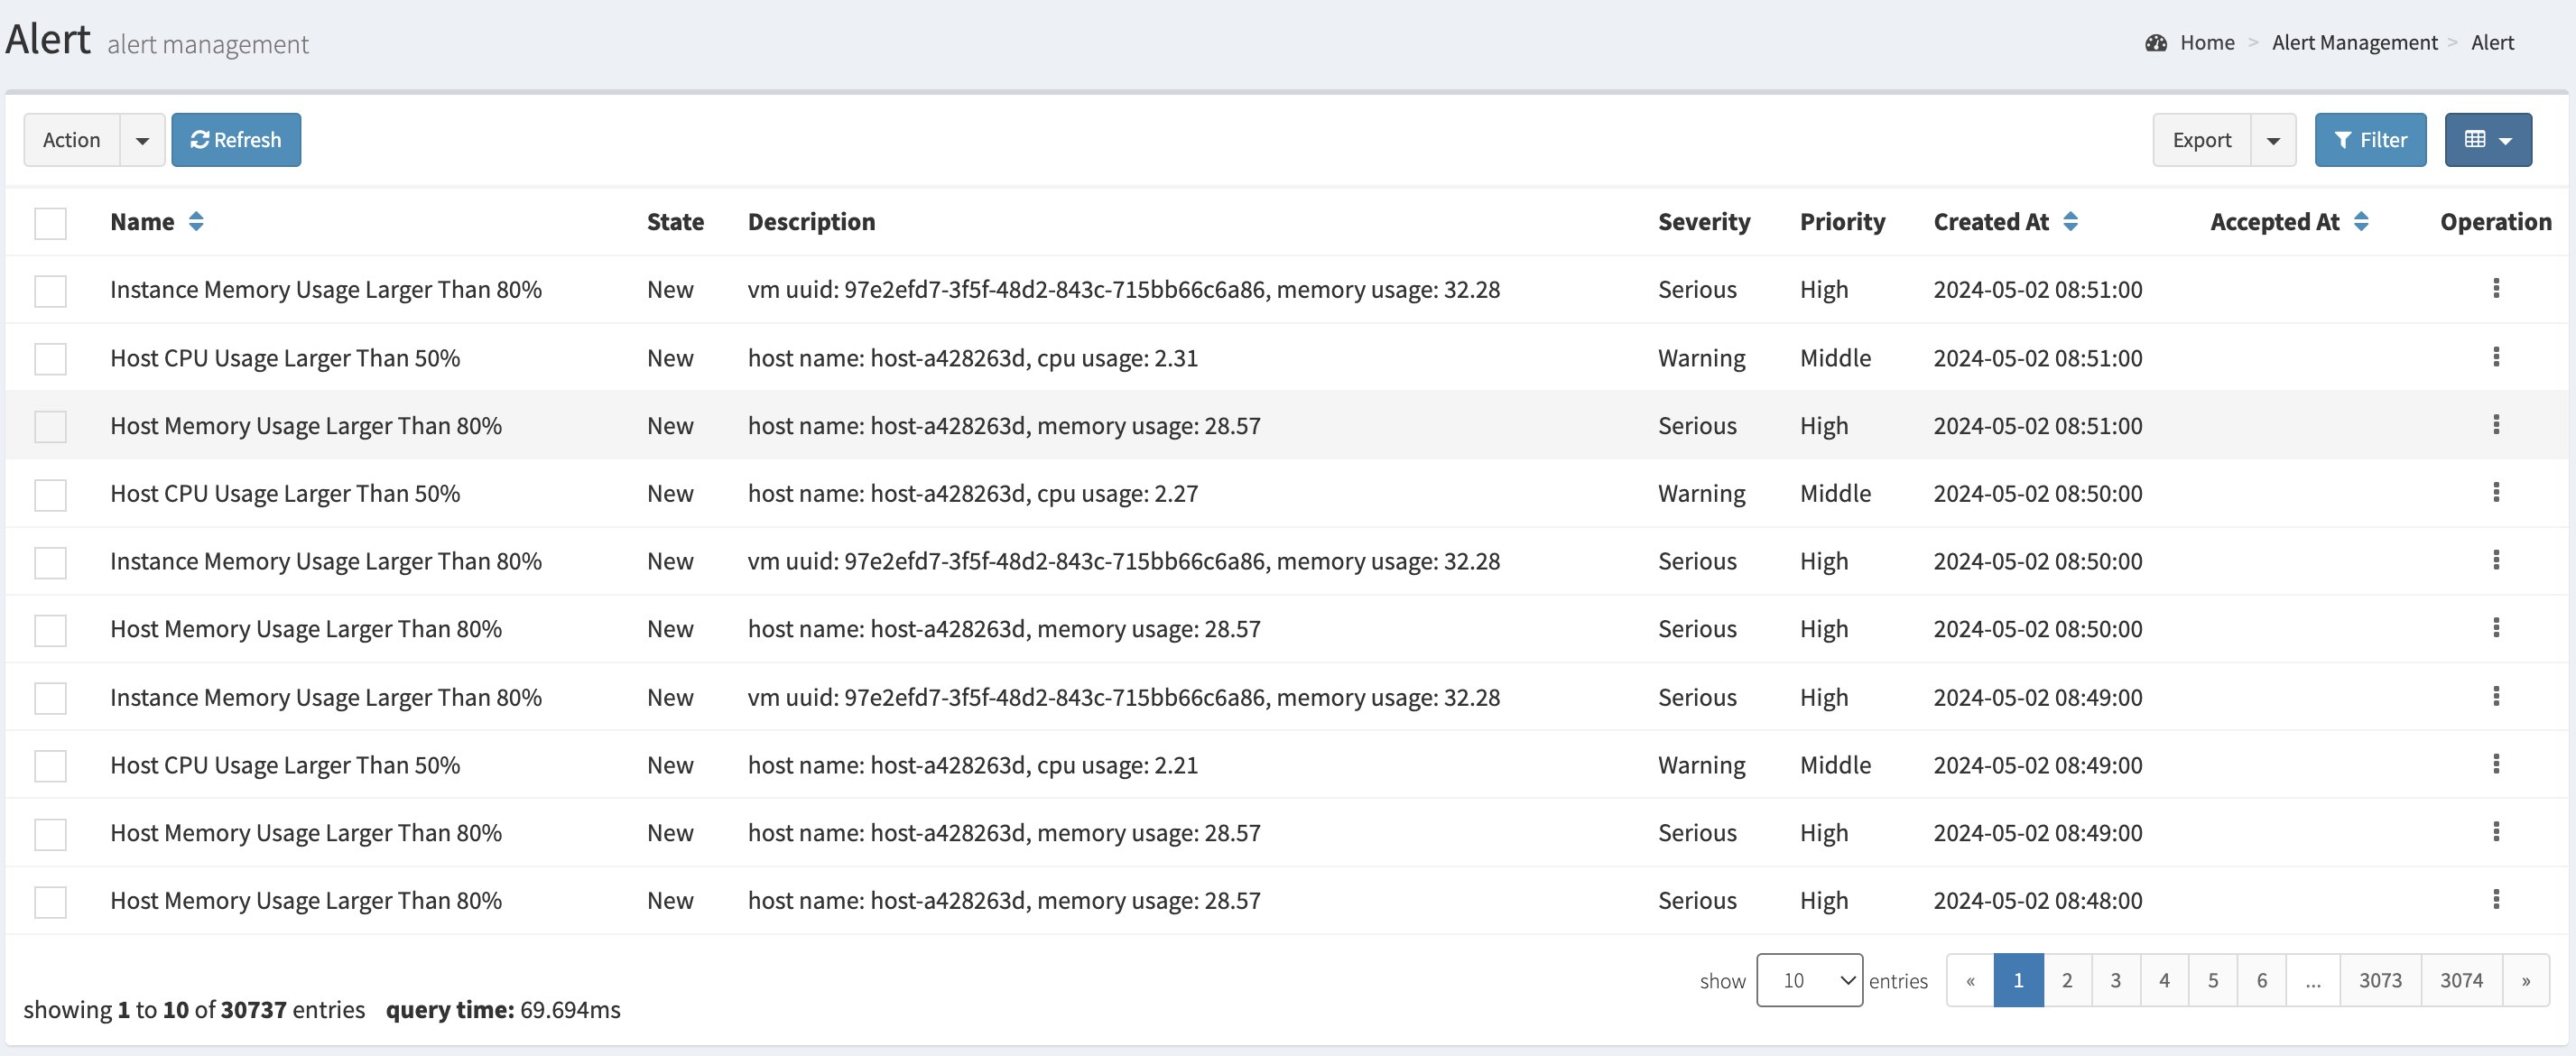 Alert alert management
Home > Alert Management > Alert
Action Refresh Export Filter
Name State Description Severity Priority Created At Accepted At Operation
Instance Memory Usage Larger Than 80% New vm uuid: 97e2efd7-3f5f-48d2-843c-715bb66c6a86, memory usage: 32.28 Serious High 2024-05-02 08:51:00
Host CPU Usage Larger Than 50% New host name: host-a428263d, cpu usage: 2.31 Warning Middle 2024-05-02 08:51:00
Host Memory Usage Larger Than 80% New host name: host-a428263d, memory usage: 28.57 Serious High 2024-05-02 08:51:00
Host CPU Usage Larger Than 50% New host name: host-a428263d, cpu usage: 2.27 Warning Middle 2024-05-02 08:50:00
Instance Memory Usage Larger Than 80% New vm uuid: 97e2efd7-3f5f-48d2-843c-715bb66c6a86, memory usage: 32.28 Serious High 2024-05-02 08:50:00
Host Memory Usage Larger Than 80% New host name: host-a428263d, memory usage: 28.57 Serious High 2024-05-02 08:50:00
Instance Memory Usage Larger Than 80% New vm uuid: 97e2efd7-3f5f-48d2-843c-715bb66c6a86, memory usage: 32.28 Serious High 2024-05-02 08:49:00
Host CPU Usage Larger Than 50% New host name: host-a428263d, cpu usage: 2.21 Warning Middle 2024-05-02 08:49:00
Host Memory Usage Larger Than 80% New host name: host-a428263d, memory usage: 28.57 Serious High 2024-05-02 08:49:00
Host Memory Usage Larger Than 80% New host name: host-a428263d, memory usage: 28.57 Serious High 2024-05-02 08:48:00
show 10 entries « 1 2 3 4 5 6 ... 3073 3074 »
showing 1 to 10 of 30737 entries query time: 69.694ms